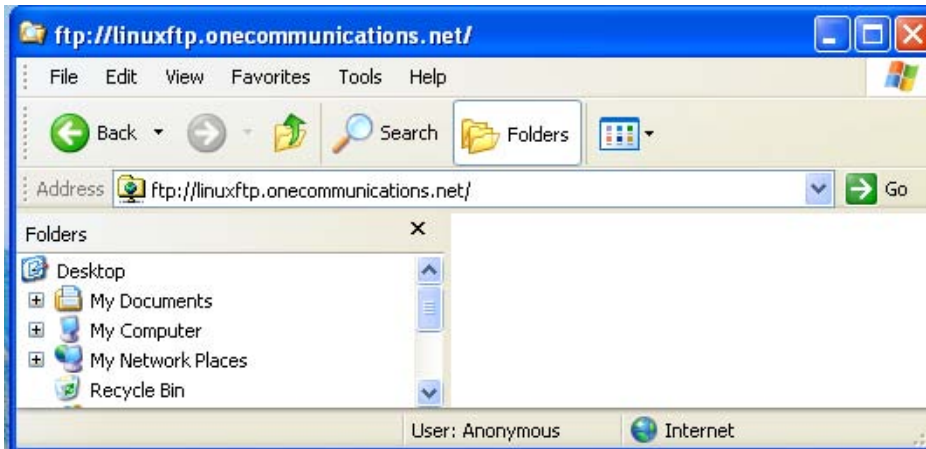 ftp://linuxftp.onecommunications.net/
File Edit View Favorites Tools Help
Back Search Folders
Address ftp://linuxftp.onecommunications.net/ Go
Folders
Desktop
My Documents
My Computer
My Network Places
Recycle Bin
User: Anonymous Internet